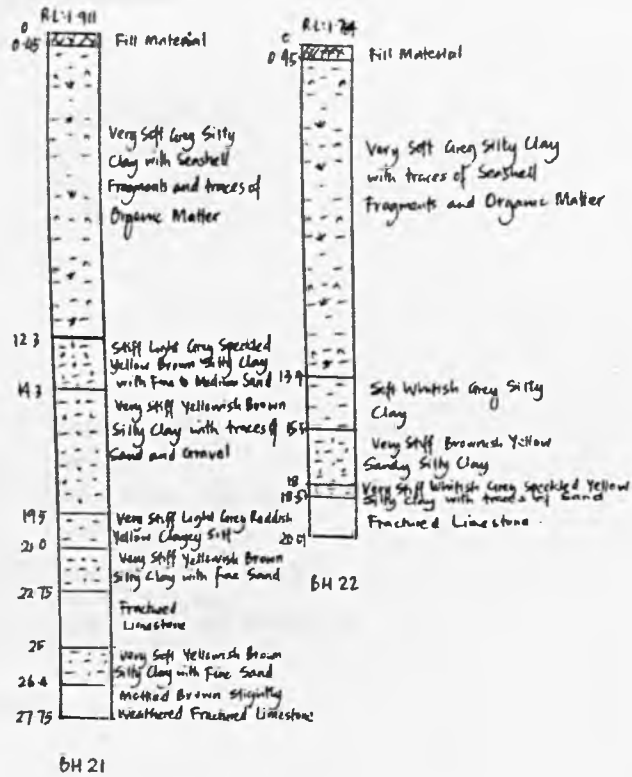 RL:1.911
0
0.45
Fill Material
Very Soft Grey Silty
Clay with Seashell
Fragments and traces of
Organic Matter
12.3
Stiff Light Grey Speckled
Yellow Brown Silty Clay
with Fine to Medium Sand
14.3
Very Stiff Yellowish Brown
Silty Clay with traces of
Sand and Gravel
19.5
Very Stiff Light Grey Reddish
Yellow Clayey Silt
21.0
Very Stiff Yellowish Brown
Silty Clay with fine Sand
22.75
Fractured
Limestone
25
Very Soft Yellowish Brown
Silty Clay with Fine Sand
26.4
Mottled Brown Slightly
Weathered Fractured Limestone
27.75
BH 21
0
0.45
Fill Material
Very Soft Grey Silty Clay
with traces of Seashell
Fragments and Organic Matter
Soft Whitish Grey Silty
Clay
Very Stiff Brownish Yellow
Sandy Silty Clay
18
Very Stiff Whitish Grey Speckled Yellow
Silty Clay with traces of Sand
18.5
Fractured Limestone
BH 22